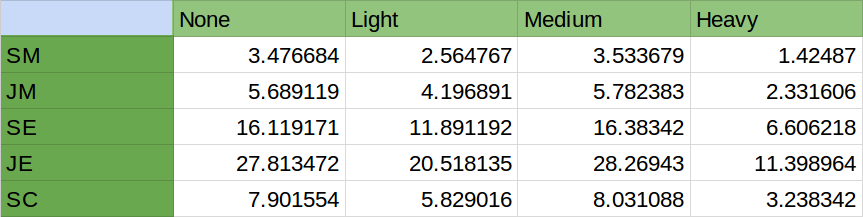 None Light Medium Heavy
SM 3.476684 2.564767 3.533679 1.42487
JM 5.689119 4.196891 5.782383 2.331606
SE 16.119171 11.891192 16.38342 6.606218
JE 27.813472 20.518135 28.26943 11.398964
SC 7.901554 5.829016 8.031088 3.238342